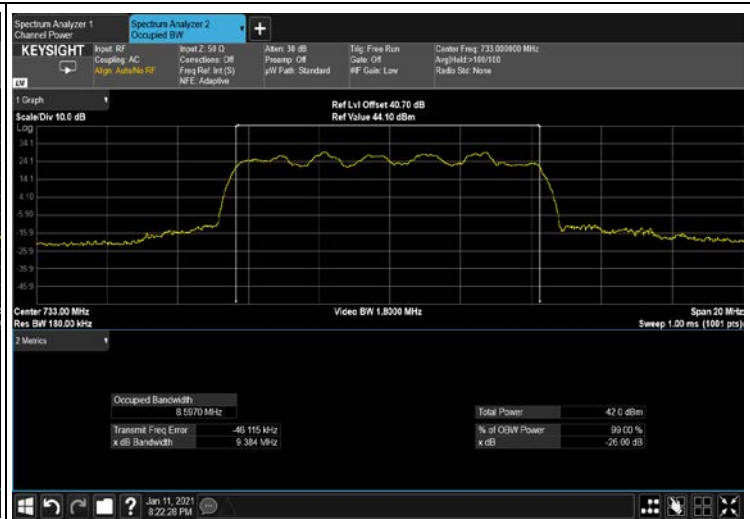 Spectrum Analyzer 1
Channel Power
Spectrum Analyzer 2
Occupied BW
+
KEYSIGHT
LV
Input: RF
Coupling: AC
Align: Auto/No RF
Input Z: 50 Ω
Corrections: Off
Freq Ref: Int (S)
NFE: Adaptive
Atten: 30 dB
Preamp: Off
µW Path: Standard
Trig: Free Run
Gate: Off
#IF Gain: Low
Center Freq: 733.000000 MHz
Avg|Hold:>100/100
Radio Std: None
1 Graph
Scale/Div 10.0 dB
Ref Lvl Offset 40.70 dB
Ref Value 44.10 dBm
Log
34.1
24.1
14.1
4.10
-5.90
-15.9
-25.9
-35.9
-45.9
Center 733.00 MHz
Res BW 180.00 kHz
Video BW 1.8000 MHz
Span 20 MHz
Sweep 1.00 ms (1001 pts)
2 Metrics
Occupied Bandwidth
8.5970 MHz
Transmit Freq Error -46.115 kHz
x dB Bandwidth 9.384 MHz
Total Power 42.0 dBm
% of OBW Power 99.00 %
x dB -26.00 dB
?
Jan 11, 2021
8:22:28 PM